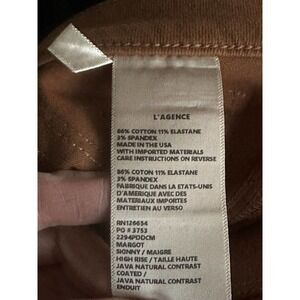 L'AGENCE
86% COTTON 11% ELASTANE
3% SPANDEX
MADE IN THE USA
WITH IMPORTED MATERIALS
CARE INSTRUCTIONS ON REVERSE
86% COTON 11% ELASTANE
3% SPANDEX
FABRIQUE DANS LA ETATS-UNIS
D'AMERIQUE AVEC DES
MATERIAUX IMPORTES
ENTRETIEN AU VERSO
RN126654
PO # 3753
2294PDDCM
MARGOT
SKINNY / MAIGRE
HIGH RISE / TAILLE HAUTE
JAVA NATURAL CONTRAST
COATED /
JAVA NATURAL CONTRAST
ENDUIT